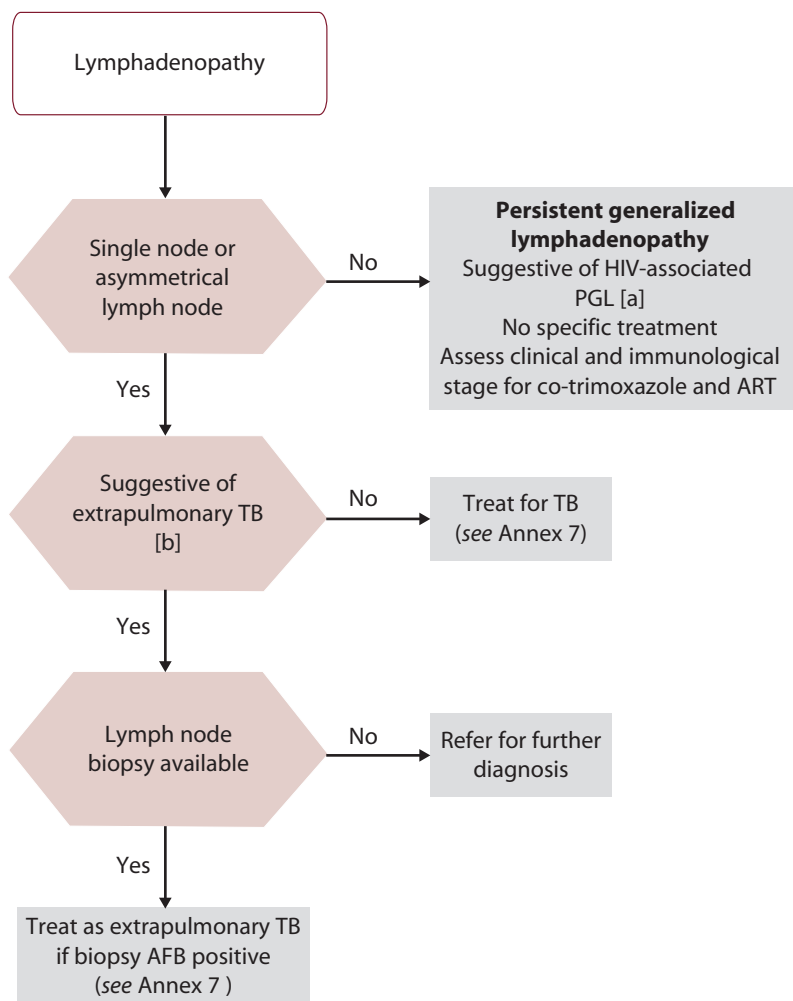 Lymphadenopathy
Single node or
asymmetrical
lymph node
No
Persistent generalized
lymphadenopathy
Suggestive of HIV-associated
PGL [a]
No specific treatment
Assess clinical and immunological
stage for co-trimoxazole and ART
Yes
Suggestive of
extrapulmonary TB
[b]
No
Treat for TB
(see Annex 7)
Yes
Lymph node
biopsy available
No
Refer for further
diagnosis
Yes
Treat as extrapulmonary TB
if biopsy AFB positive
(see Annex 7 )